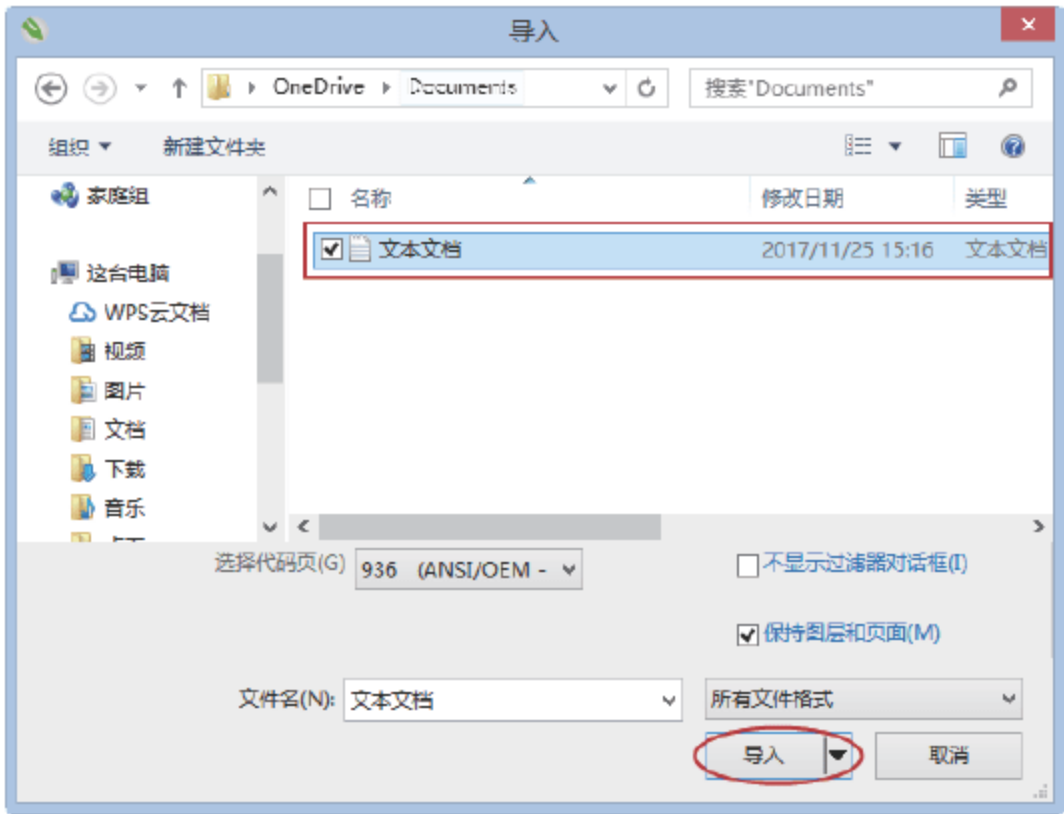 导入
OneDrive Documents 搜索"Documents"
组织 新建文件夹
家庭组 名称 修改日期 类型
文本文档 2017/11/25 15:16 文本文档
这台电脑
WPS云文档
视频
图片
文档
下载
音乐
选择代码页(G) 936 (ANSI/OEM - 不显示过滤器对话框(I)
保持图层和页面(M)
文件名(N): 文本文档 所有文件格式
导入 取消